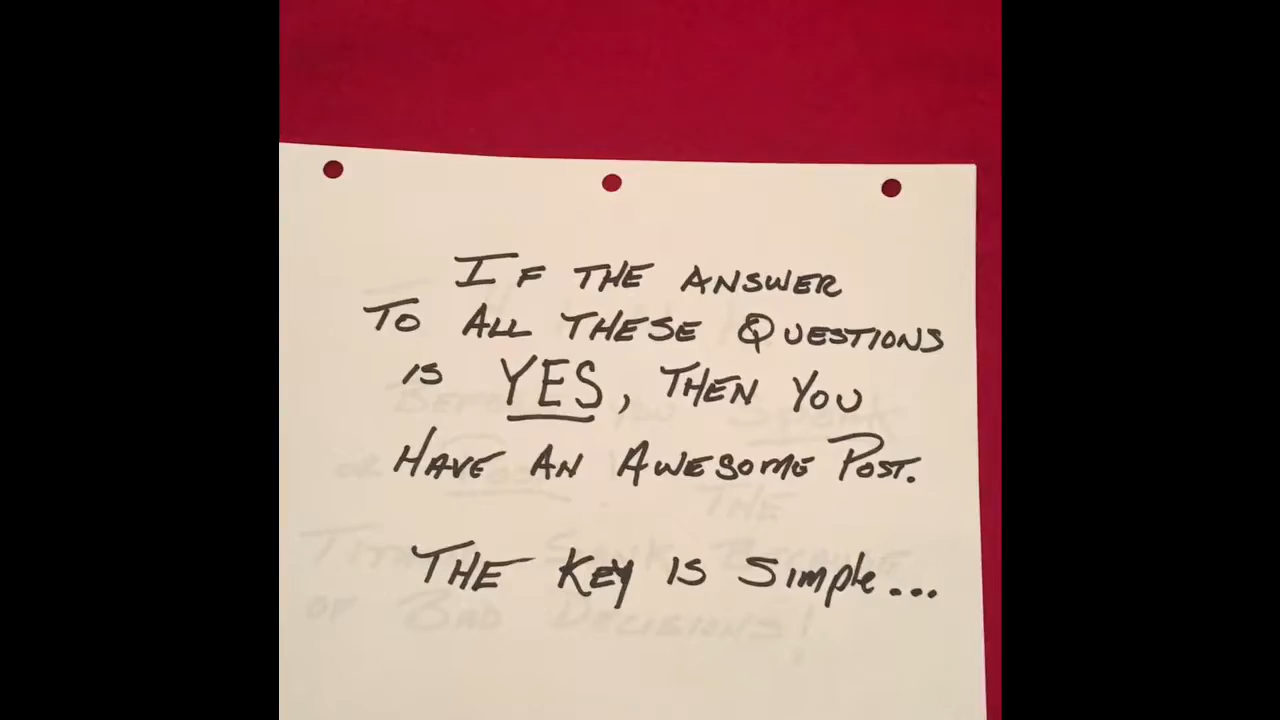 IF THE ANSWER
TO ALL THESE QUESTIONS
IS YES, THEN YOU
HAVE AN AWESOME POST.
THE KEY IS SIMPLE...